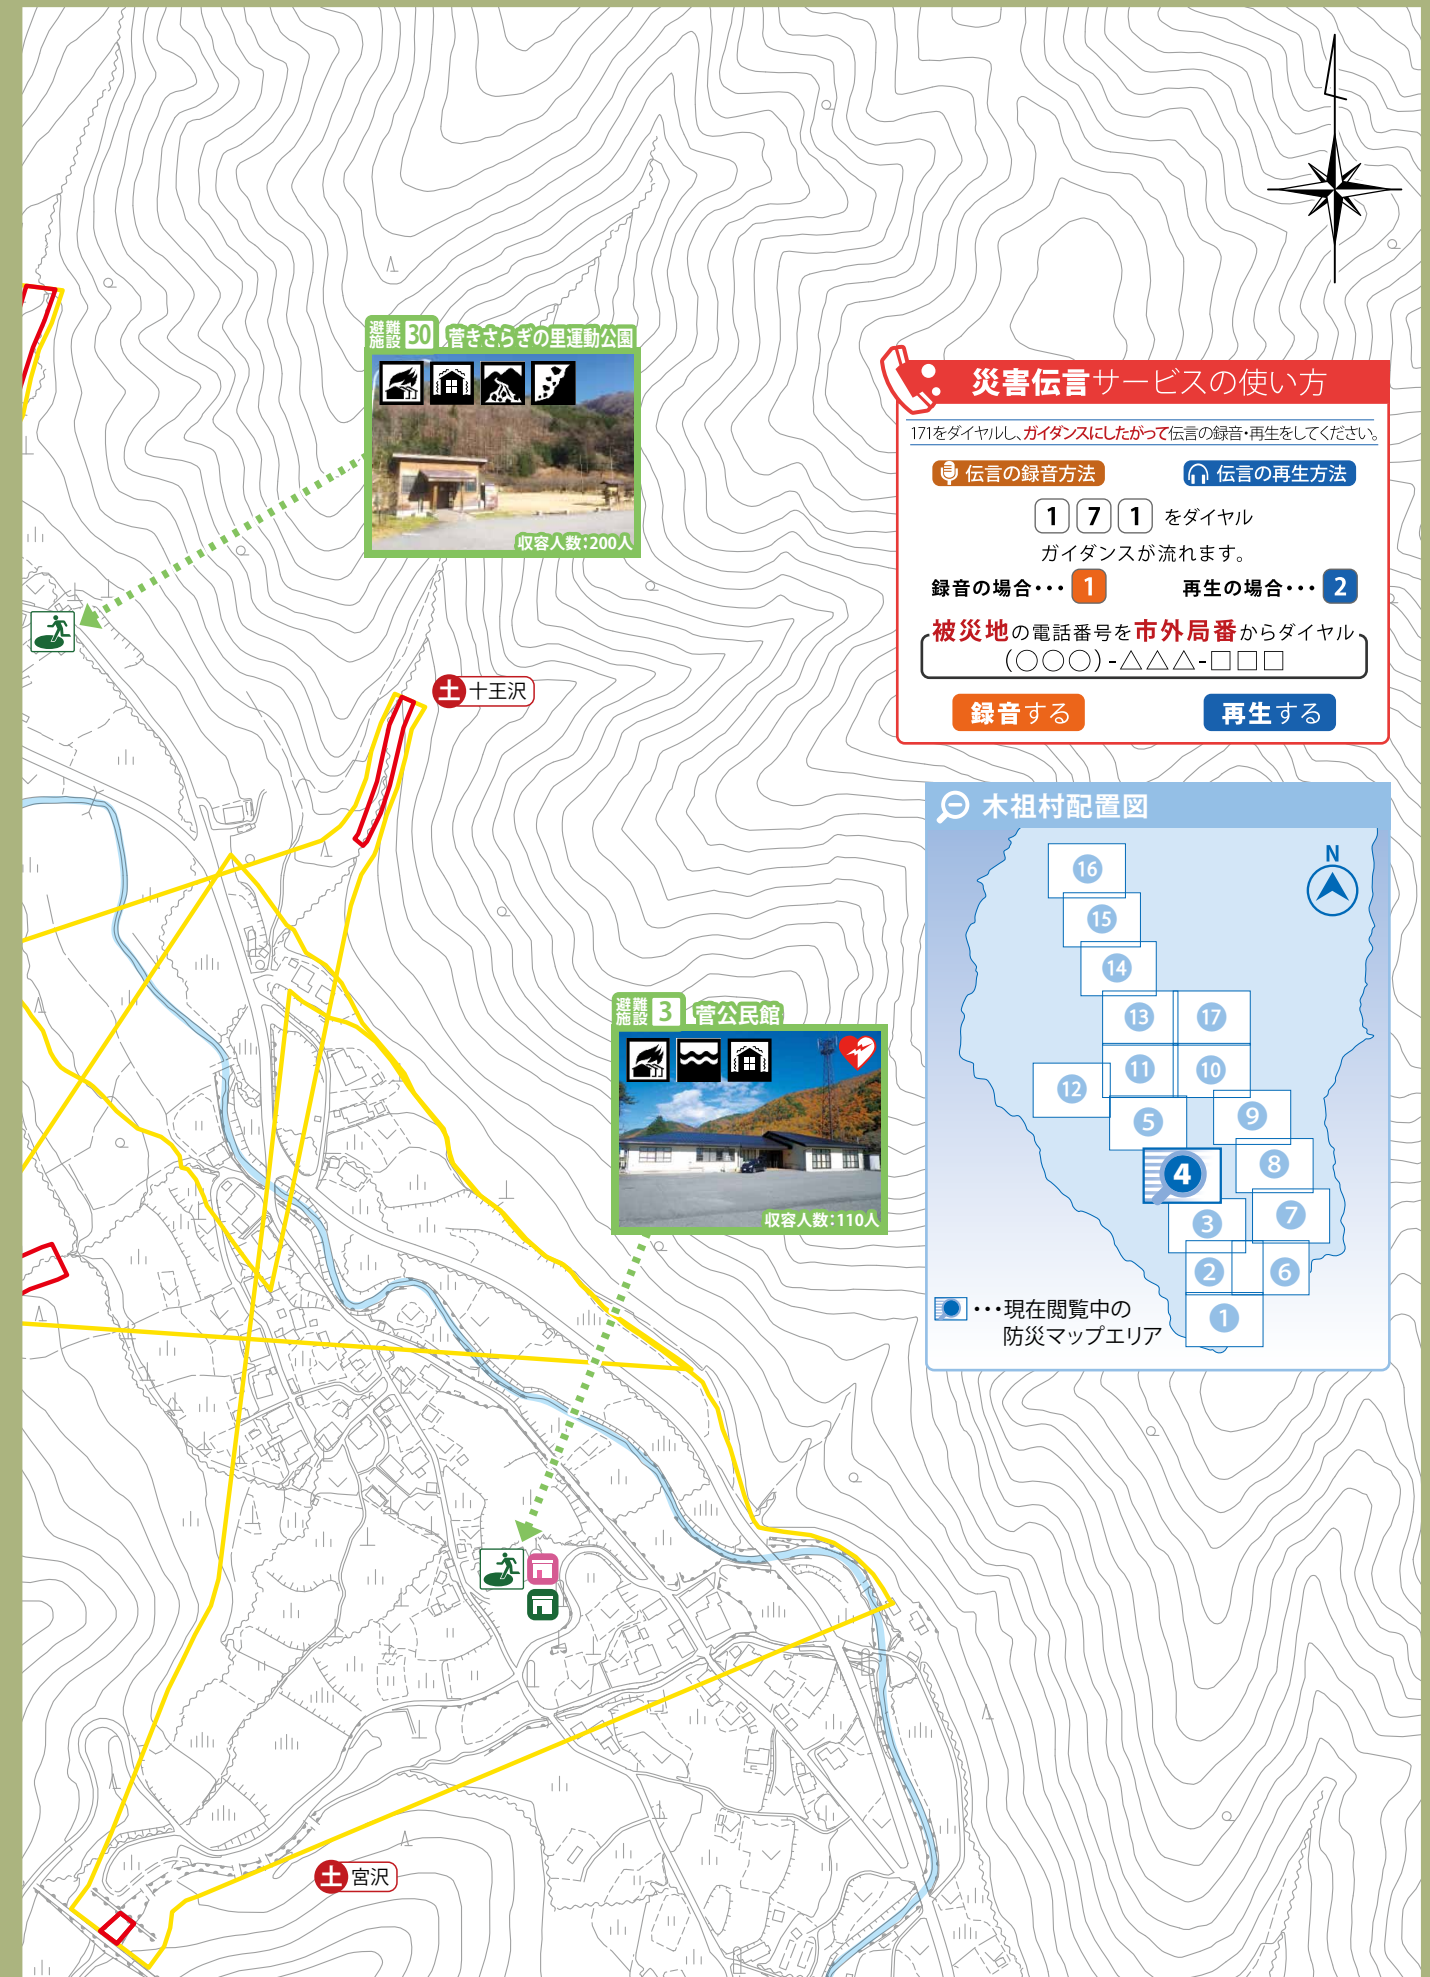 避難施設 30 菅きさらぎの里運動公園
収容人数：200人
災害伝言サービスの使い方
171をダイヤルし、ガイダンスにしたがって伝言の録音・再生をしてください。
伝言の録音方法 伝言の再生方法
1 7 1 をダイヤル
ガイダンスが流れます。
録音の場合・・・ 1 再生の場合・・・ 2
被災地の電話番号を市外局番からダイヤル
(○○○)-△△△-□□□
録音する 再生する
土 十王沢
木祖村配置図
N
16
15
14
13 17
11 10
12
5 9
4 8
3 7
2 6
1
・・・現在閲覧中の
防災マップエリア
避難施設 3 菅公民館
収容人数：110人
土 宮沢